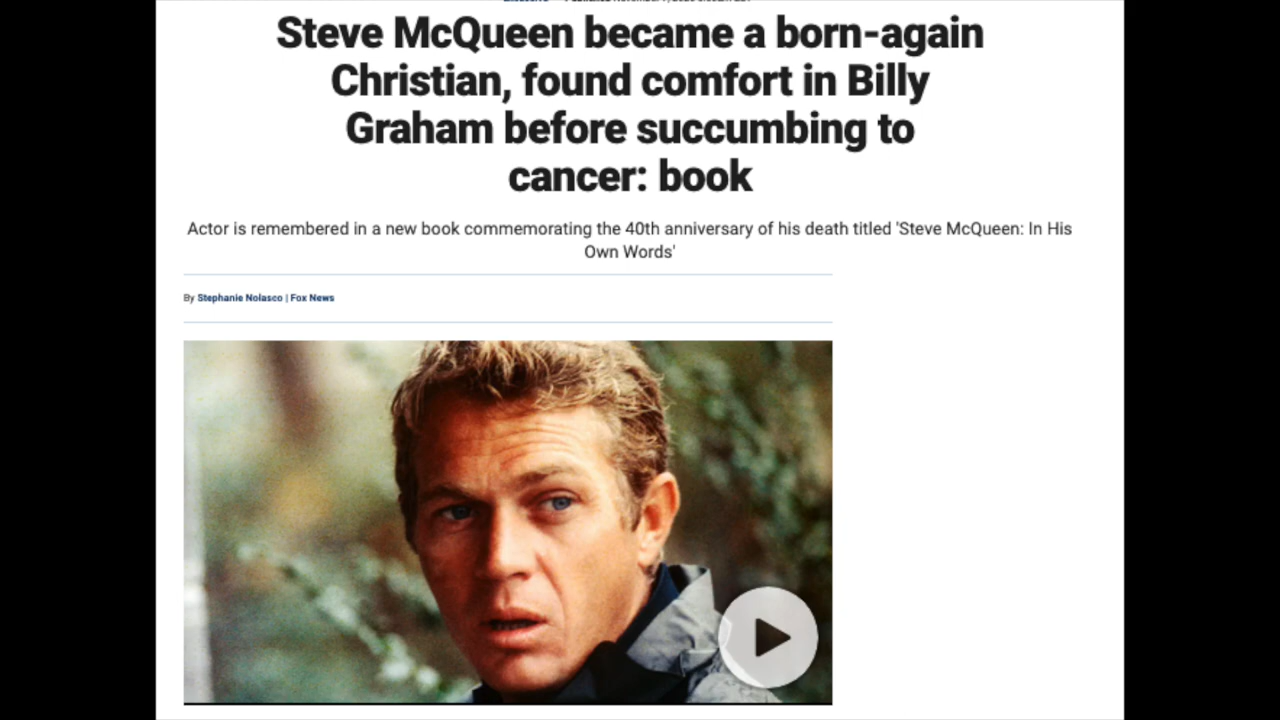 Steve McQueen became a born-again
Christian, found comfort in Billy
Graham before succumbing to
cancer: book
Actor is remembered in a new book commemorating the 40th anniversary of his death titled 'Steve McQueen: In His
Own Words'
By Stephanie Nolasco | Fox News